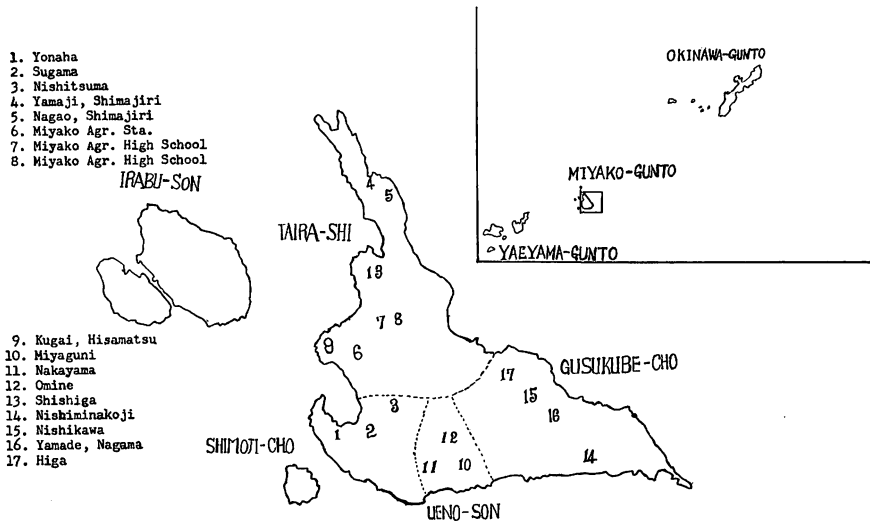 1. Yonaha
2. Sugama
3. Nishitsuma
4. Yamaji, Shimajiri
5. Nagao, Shimajiri
6. Miyako Agr. Sta.
7. Miyako Agr. High School
8. Miyako Agr. High School
IRABU-SON
9. Kugai, Hisamatsu
10. Miyaguni
11. Nakayama
12. Omine
13. Shishiga
14. Nishiminakoji
15. Nishikawa
16. Yamade, Nagama
17. Higa
OKINAWA-GUNTO
MIYAKO-GUNTO
YAEYAMA-GUNTO
4
5
TAIRA-SHI
13
7 8
9 6
GUSUKUBE-CHO
17
15
16
3
1 2
12
SHIMOJI-CHO
11 10
14
UENO-SON